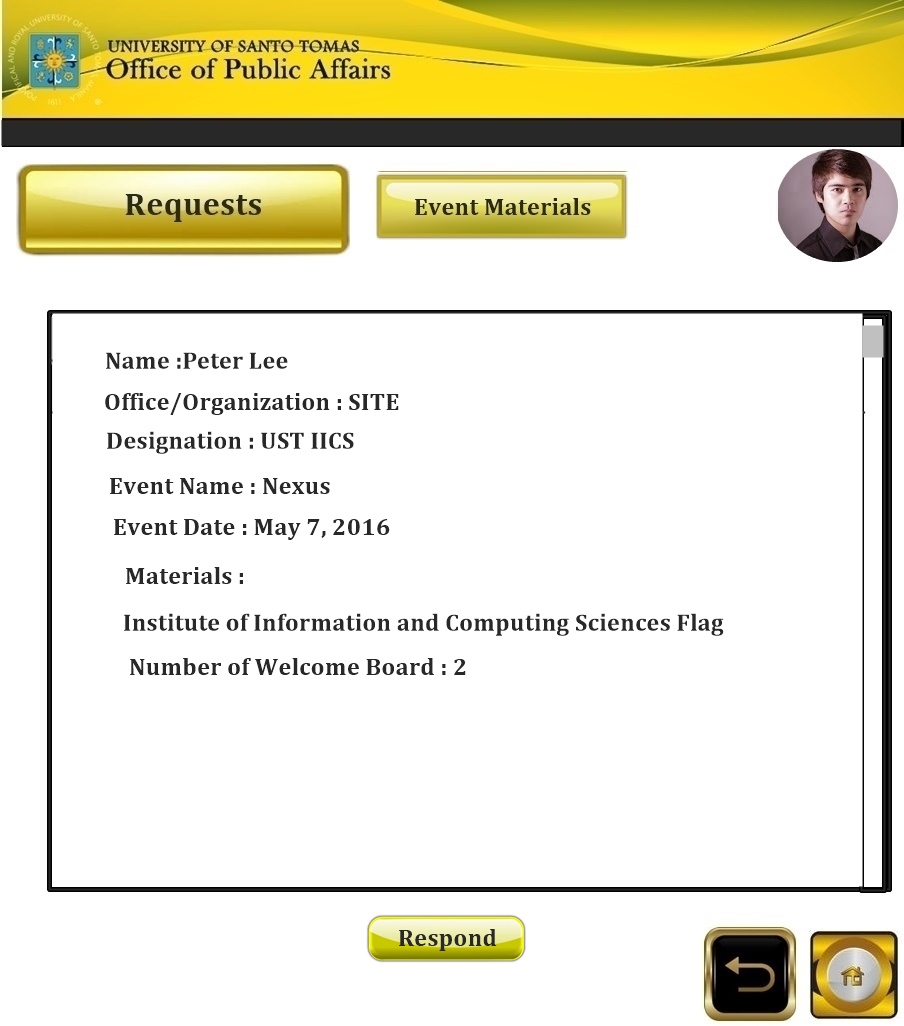 UNIVERSITY OF SANTO TOMAS
Office of Public Affairs
Requests
Event Materials
Name :Peter Lee
Office/Organization : SITE
Designation : UST IICS
Event Name : Nexus
Event Date : May 7, 2016
Materials :
Institute of Information and Computing Sciences Flag
Number of Welcome Board : 2
Respond